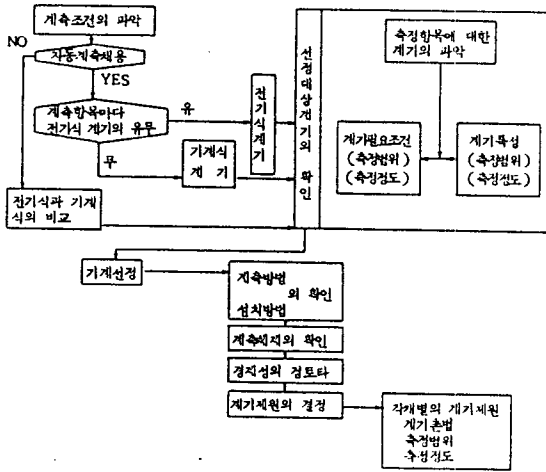 계측조건의 파악
NO
자동계측채용
YES
계측항목마다
전기식 계기의 유무
유
무
전기식계기
기계식
계 기
전기식과 기계
식의 비교
선정대상계기의 확인
측정항목에 대한
계기의 파악
계기필요조건
(측정범위)
(측정정도)
계기특성
(측정범위)
(측정정도)
기계선정
계측방법
의 확인
설치방법
계측체제의 확인
경제성의 검토타
계기제원의 결정
각개별의 계기제원
계기촌법
측정범위